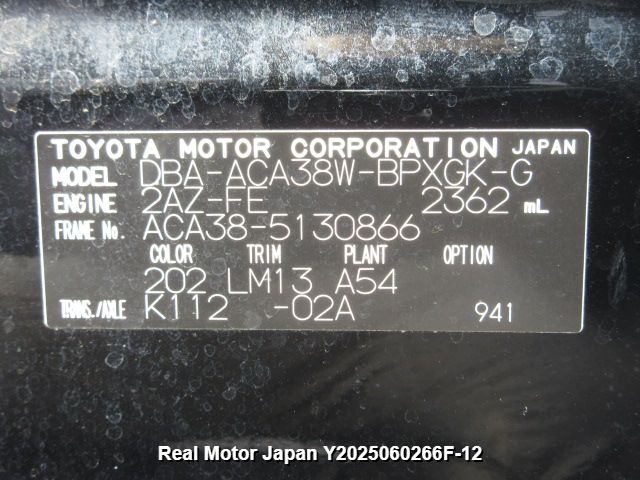 TOYOTA MOTOR CORPORATION JAPAN
MODEL DBA-ACA38W-BPXGK-G
ENGINE 2AZ-FE 2362 mL
FRAME No. ACA38-5130866
COLOR TRIM PLANT OPTION
202 LM13 A54
TRANS./AXLE K112 -02A 941
Real Motor Japan Y2025060266F-12